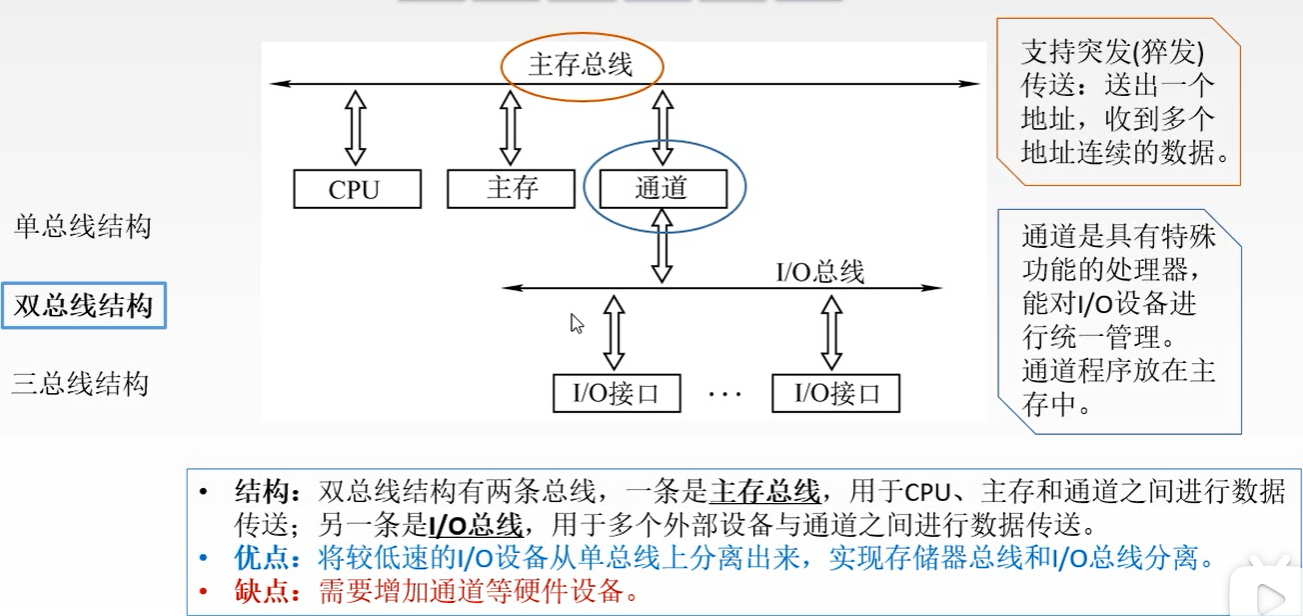 主存总线
支持突发(猝发)
传送：送出一个
地址，收到多个
地址连续的数据。
CPU
主存
通道
单总线结构
双总线结构
三总线结构
I/O总线
通道是具有特殊
功能的处理器，
能对I/O设备进
行统一管理。
通道程序放在主
存中。
I/O接口
···
I/O接口
• 结构：双总线结构有两条总线，一条是主存总线，用于CPU、主存和通道之间进行数据
传送；另一条是I/O总线，用于多个外部设备与通道之间进行数据传送。
• 优点：将较低速的I/O设备从单总线上分离出来，实现存储器总线和I/O总线分离。
• 缺点：需要增加通道等硬件设备。